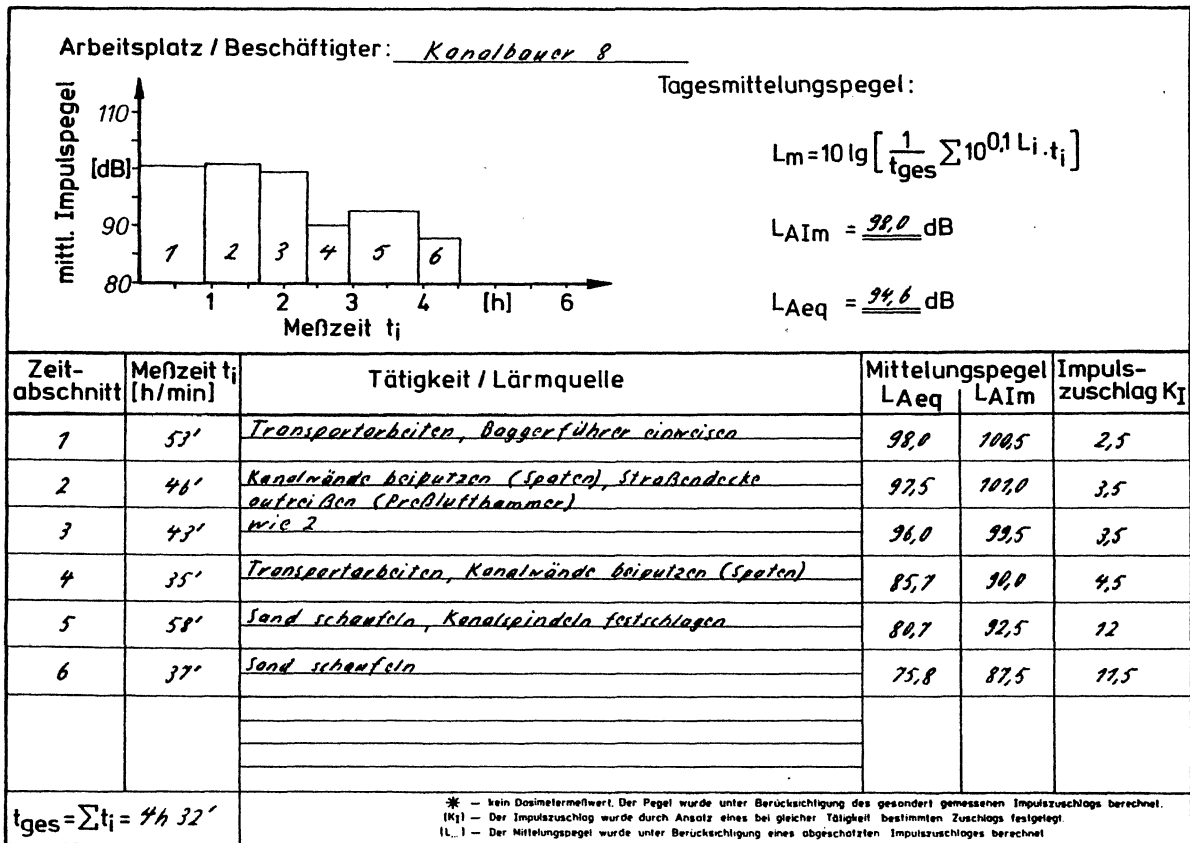 Arbeitsplatz / Beschäftigter: Kanalbauer 8
mittl. Impulspegel
[dB]
110
90
80
1 2 3 4 5 6
1 2 3 4 [h] 6
Meßzeit ti
Tagesmittelungspegel:
Lm = 10 lg [ 1/tges ∑ 10^0,1 Li · ti ]
LAIm = 98,0 dB
LAeq = 94,6 dB
Zeit- Meßzeit ti Tätigkeit / Lärmquelle Mittelungspegel Impuls-
abschnitt [h/min] LAeq LAIm zuschlag KI
1 53' Transportarbeiten, Baggerführer einweisen 98,0 100,5 2,5
2 46' Kanalwände beiputzen (Spaten), Straßendecke 97,5 101,0 3,5
aufreißen (Preßlufthammer)
3 43' wie 2 96,0 99,5 3,5
4 35' Transportarbeiten, Kanalwände beiputzen (Spaten) 85,7 90,0 4,5
5 58' Sand schaufeln, Kanalspindeln festschlagen 80,7 92,5 12
6 37' Sand schaufeln 75,8 87,5 11,5
tges = ∑ti = 4h 32'
* – kein Dosimetermeßwert. Der Pegel wurde unter Berücksichtigung des gesondert gemessenen Impulszuschlags berechnet.
(KI) – Der Impulszuschlag wurde durch Ansatz eines bei gleicher Tätigkeit bestimmten Zuschlags festgelegt.
(L...) – Der Mittelungspegel wurde unter Berücksichtigung eines abgeschätzten Impulszuschlages berechnet